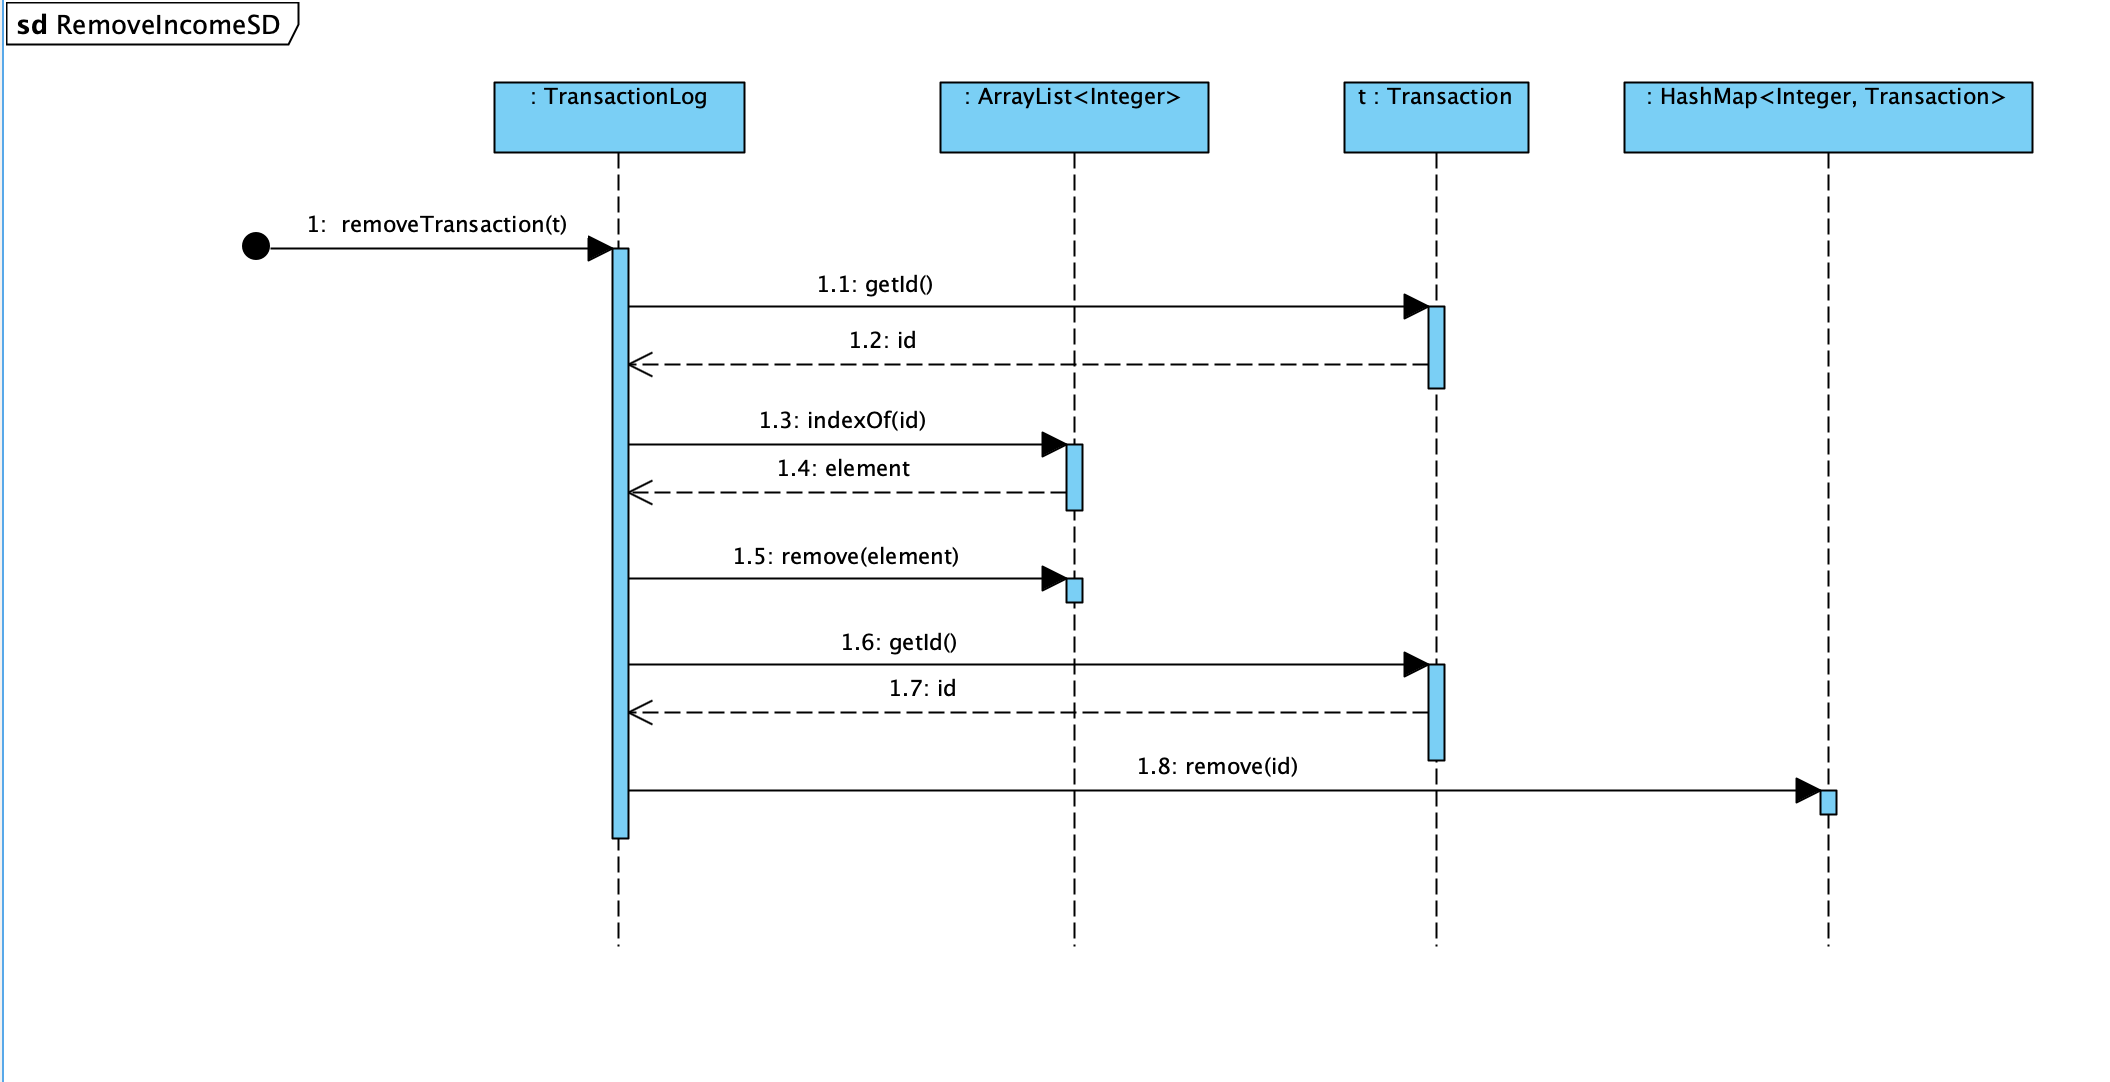 sd RemoveIncomeSD
: TransactionLog
: ArrayList<Integer>
t : Transaction
: HashMap<Integer, Transaction>
1: removeTransaction(t)
1.1: getId()
1.2: id
1.3: indexOf(id)
1.4: element
1.5: remove(element)
1.6: getId()
1.7: id
1.8: remove(id)